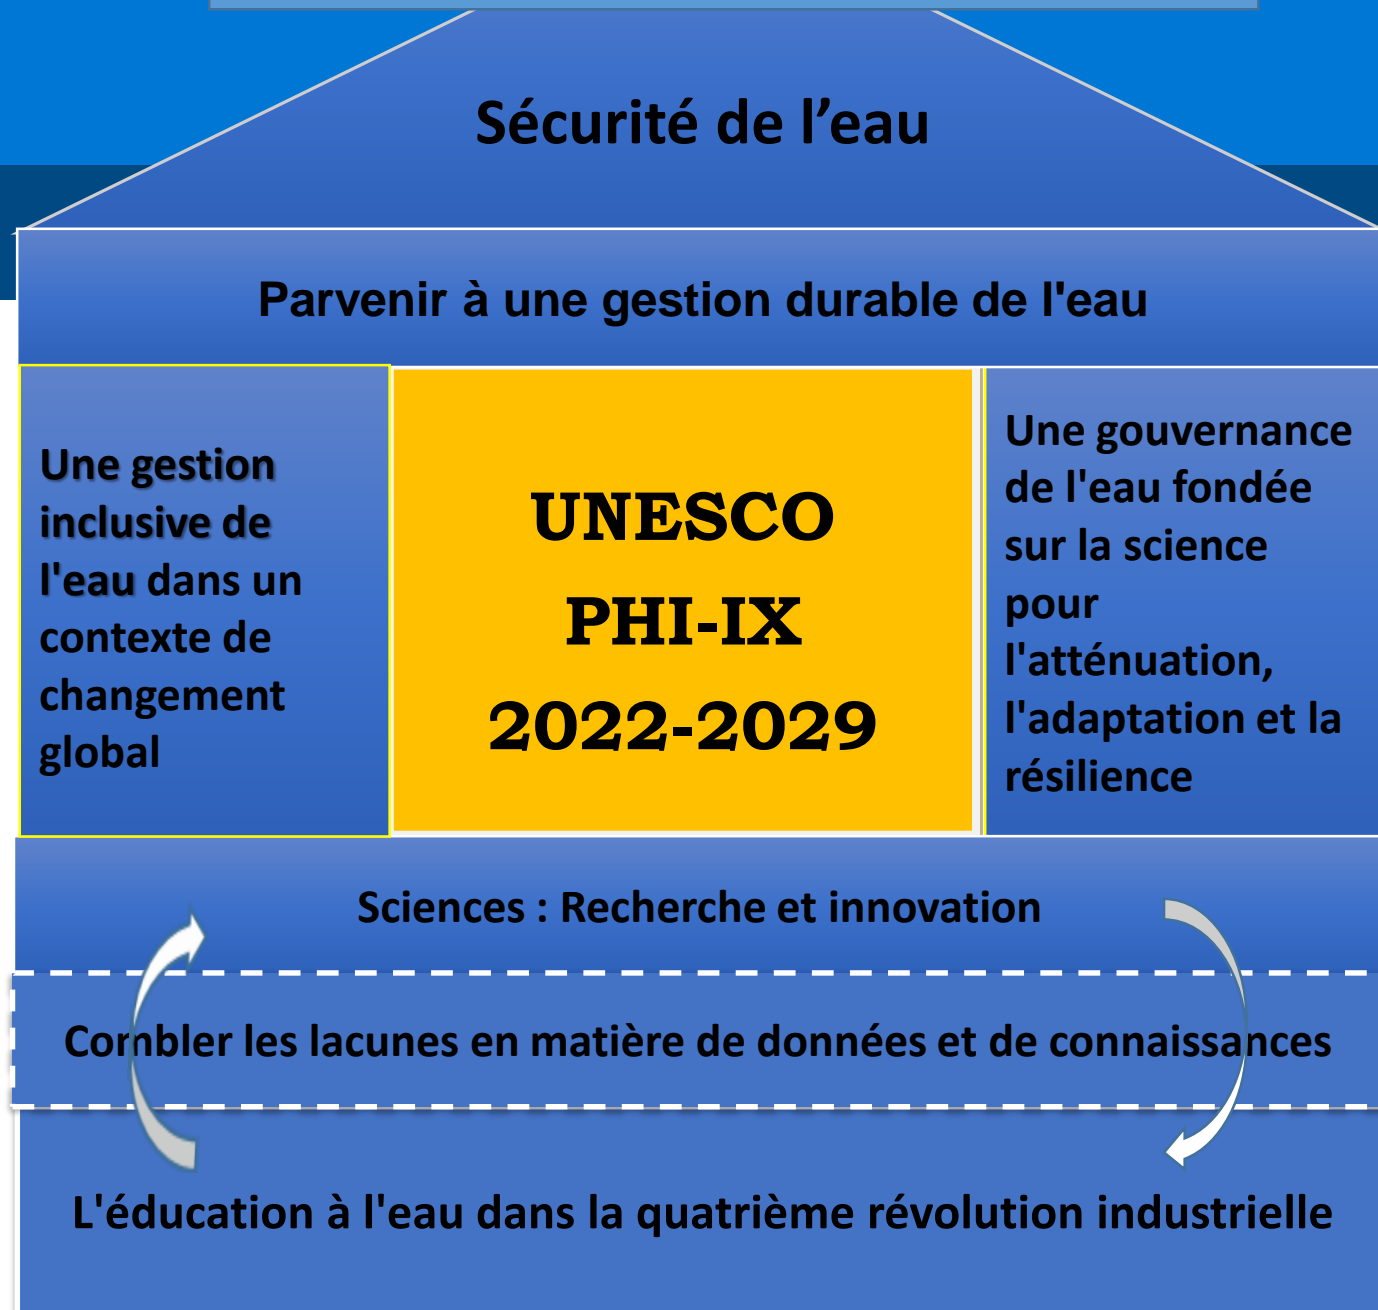 Sécurité de l’eau
Parvenir à une gestion durable de l'eau
Une gestion
inclusive de
l'eau dans un
contexte de
changement
global
UNESCO
PHI-IX
2022-2029
Une gouvernance
de l'eau fondée
sur la science
pour
l'atténuation,
l'adaptation et la
résilience
Sciences : Recherche et innovation
Combler les lacunes en matière de données et de connaissances
L'éducation à l'eau dans la quatrième révolution industrielle